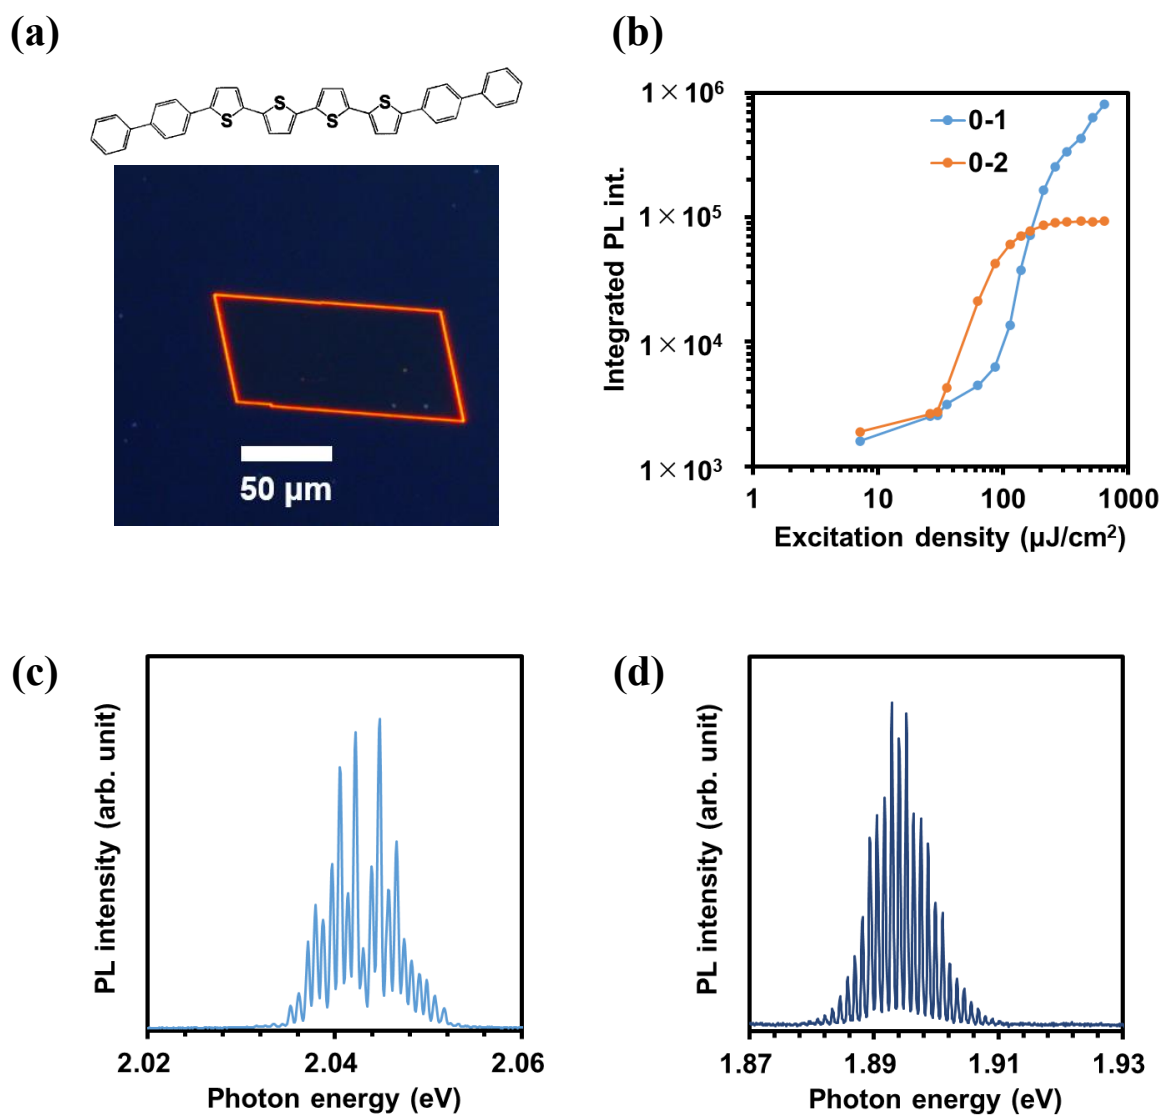 (a)
S
S
S
S
50 μm
(b)
Integrated PL int.
1×10⁶
1×10⁵
1×10⁴
1×10³
0-1
0-2
1
10
100
1000
Excitation density (μJ/cm²)
(c)
PL intensity (arb. unit)
2.02
2.04
2.06
Photon energy (eV)
(d)
PL intensity (arb. unit)
1.87
1.89
1.91
1.93
Photon energy (eV)